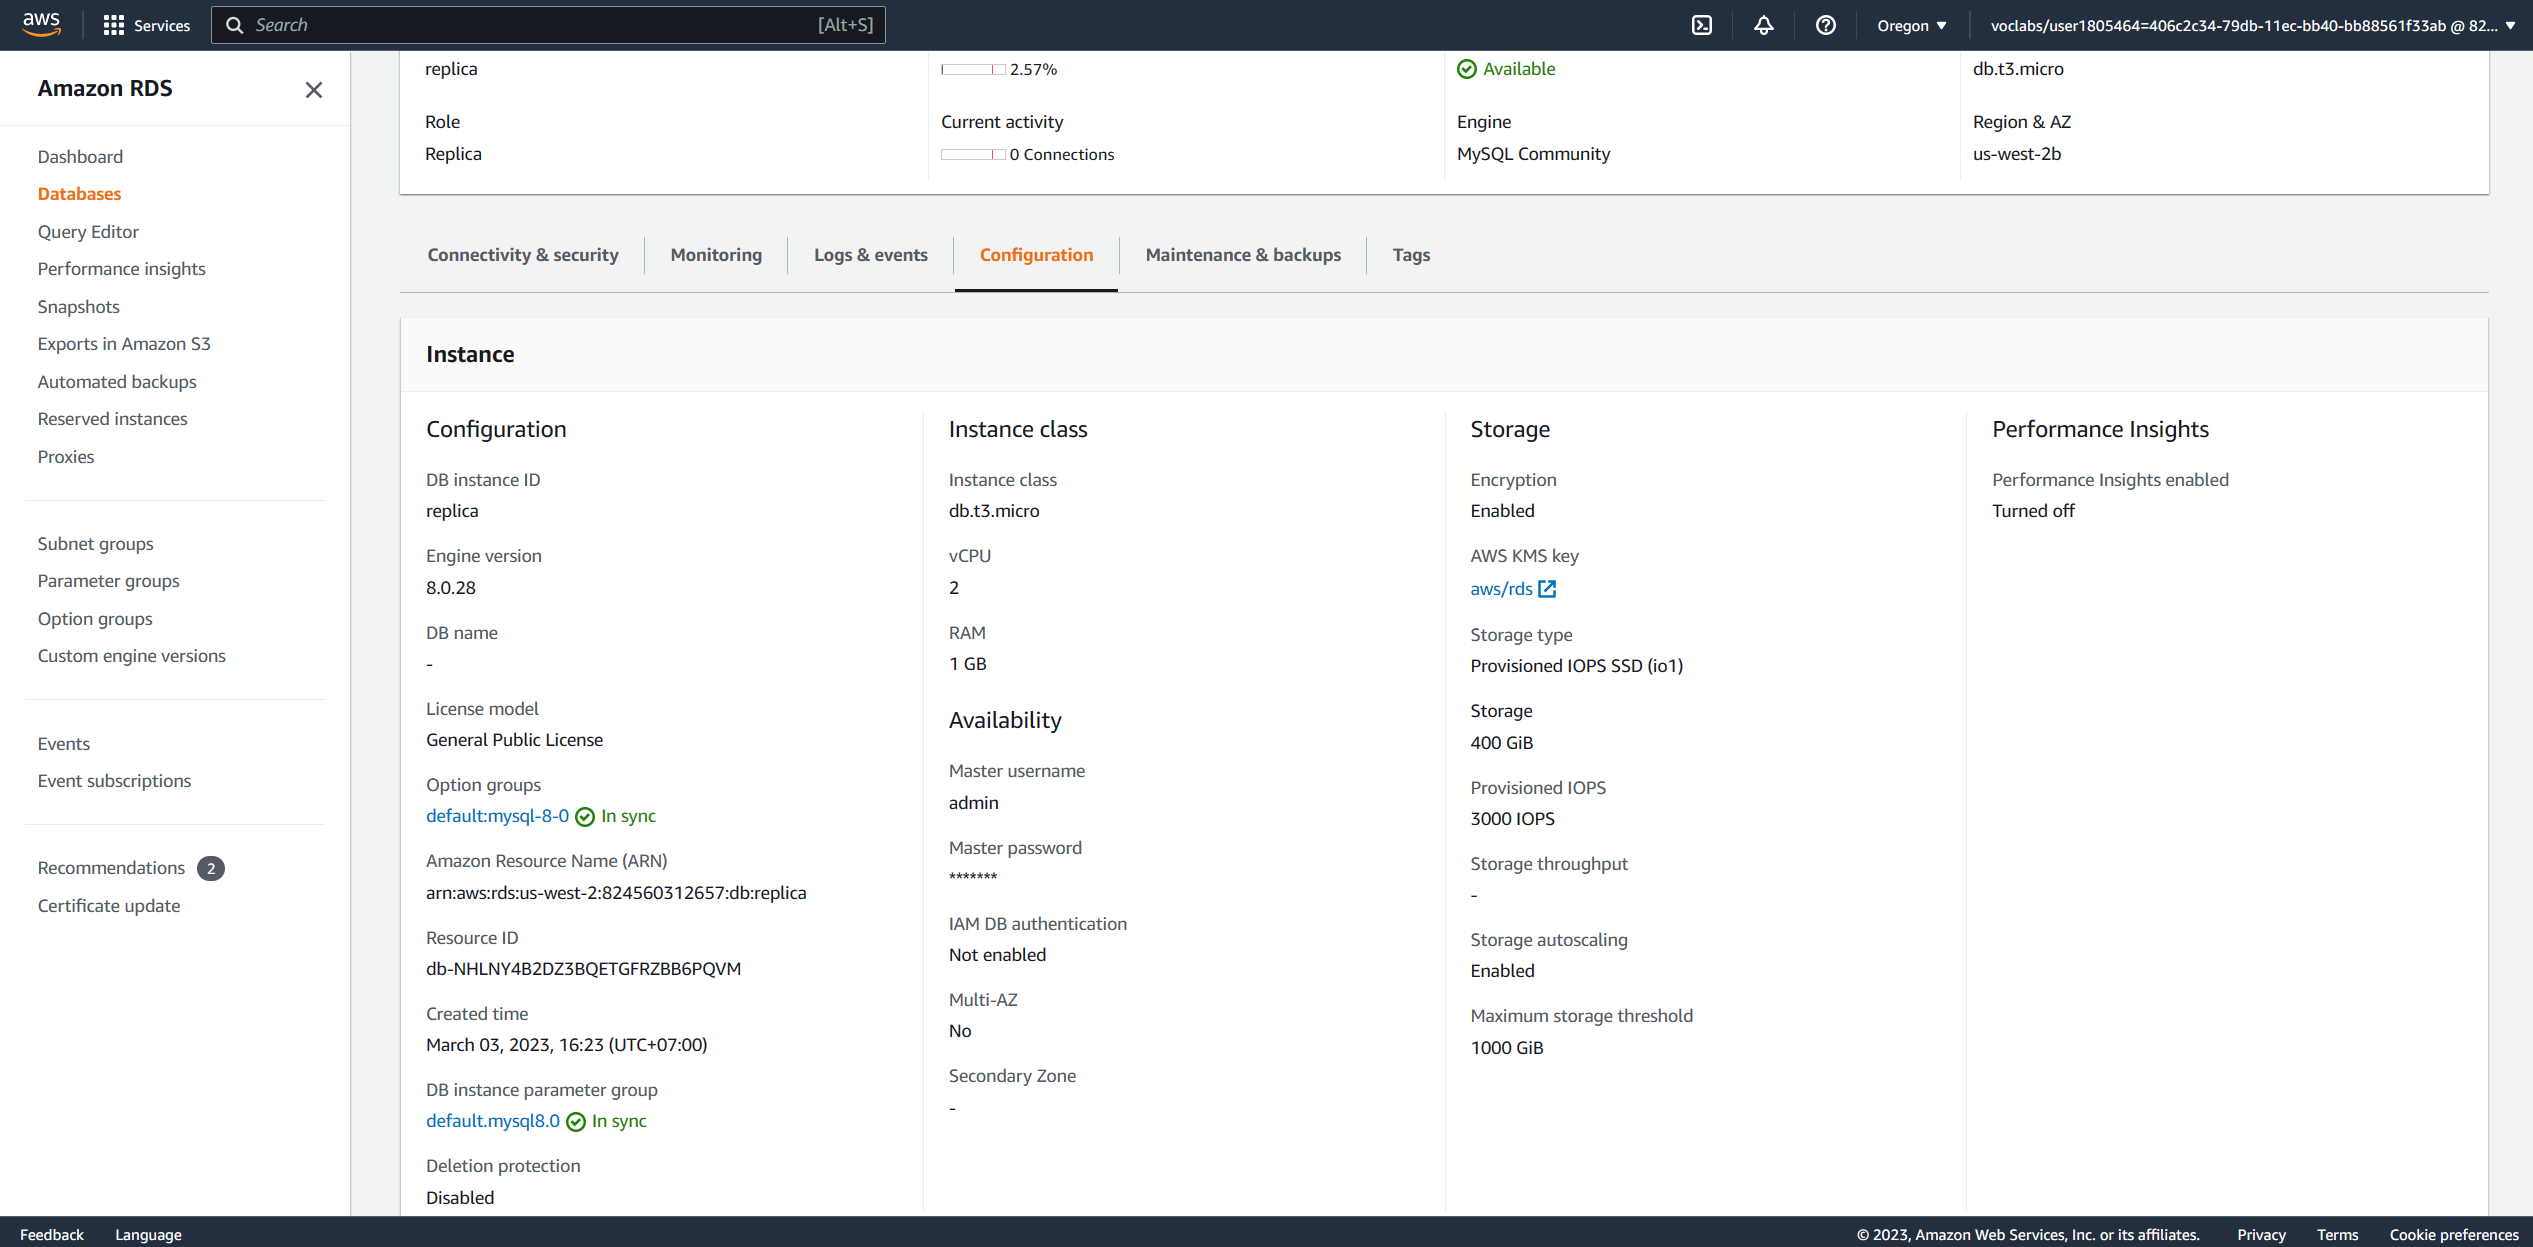 aws Services Search [Alt+S] Oregon voclabs/user1805464=406c2c34-79db-11ec-bb40-bb88561f33ab @ 82...
Amazon RDS
Dashboard
Databases
Query Editor
Performance insights
Snapshots
Exports in Amazon S3
Automated backups
Reserved instances
Proxies
Subnet groups
Parameter groups
Option groups
Custom engine versions
Events
Event subscriptions
Recommendations 2
Certificate update
replica
2.57%
Available
db.t3.micro
Role
Replica
Current activity
0 Connections
Engine
MySQL Community
Region & AZ
us-west-2b
Connectivity & security Monitoring Logs & events Configuration Maintenance & backups Tags
Instance
Configuration
DB instance ID
replica
Engine version
8.0.28
DB name
-
License model
General Public License
Option groups
default:mysql-8-0 In sync
Amazon Resource Name (ARN)
arn:aws:rds:us-west-2:824560312657:db:replica
Resource ID
db-NHLNY4B2DZ3BQETGFRZBB6PQVM
Created time
March 03, 2023, 16:23 (UTC+07:00)
DB instance parameter group
default.mysql8.0 In sync
Deletion protection
Disabled
Instance class
Instance class
db.t3.micro
vCPU
2
RAM
1 GB
Availability
Master username
admin
Master password
*******
IAM DB authentication
Not enabled
Multi-AZ
No
Secondary Zone
-
Storage
Encryption
Enabled
AWS KMS key
aws/rds
Storage type
Provisioned IOPS SSD (io1)
Storage
400 GiB
Provisioned IOPS
3000 IOPS
Storage throughput
-
Storage autoscaling
Enabled
Maximum storage threshold
1000 GiB
Performance Insights
Performance Insights enabled
Turned off
Feedback Language © 2023, Amazon Web Services, Inc. or its affiliates. Privacy Terms Cookie preferences